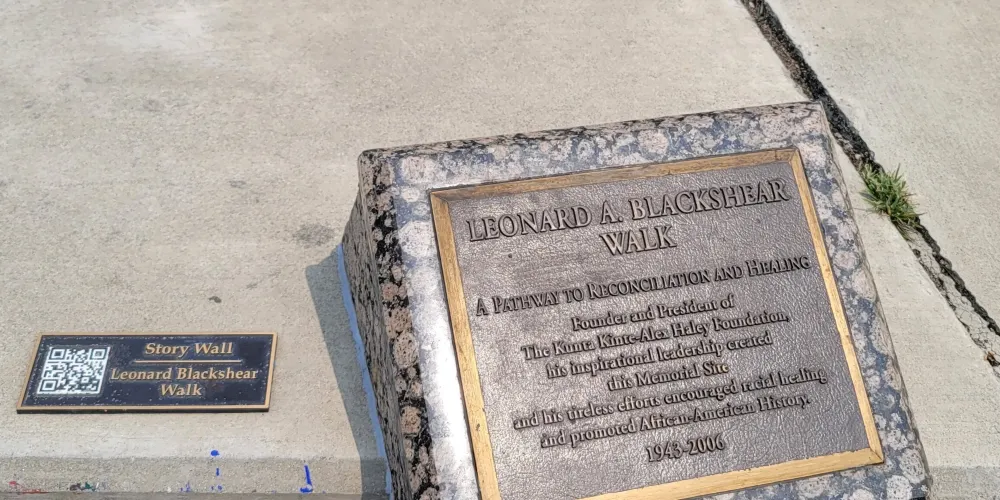 LEONARD A. BLACKSHEAR
WALK
A PATHWAY TO RECONCILIATION AND HEALING
Founder and President of
The Kunta Kinte-Alex Haley Foundation,
his inspirational leadership created
this Memorial Site
and his tireless efforts encouraged racial healing
and promoted African-American History.
1943-2006
Story Wall
Leonard Blackshear
Walk